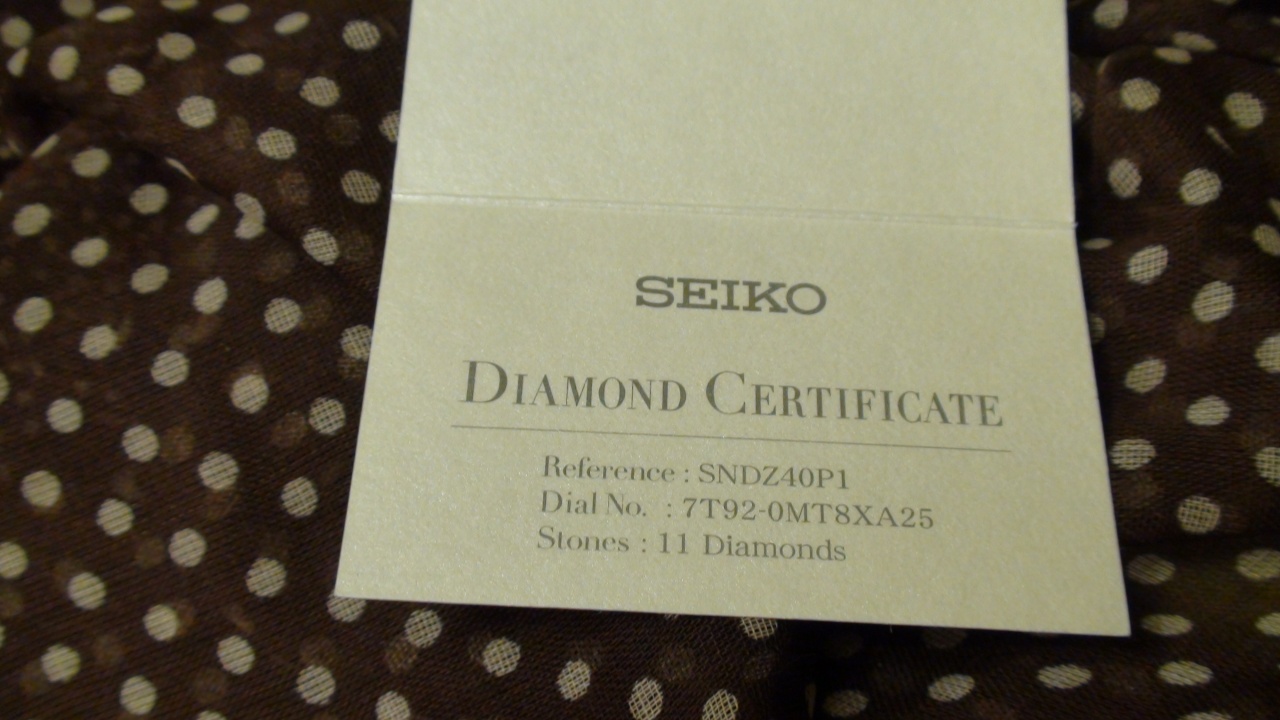 SEIKO
DIAMOND CERTIFICATE
Reference : SNDZ40P1
Dial No. : 7T92-0MT8XA25
Stones : 11 Diamonds